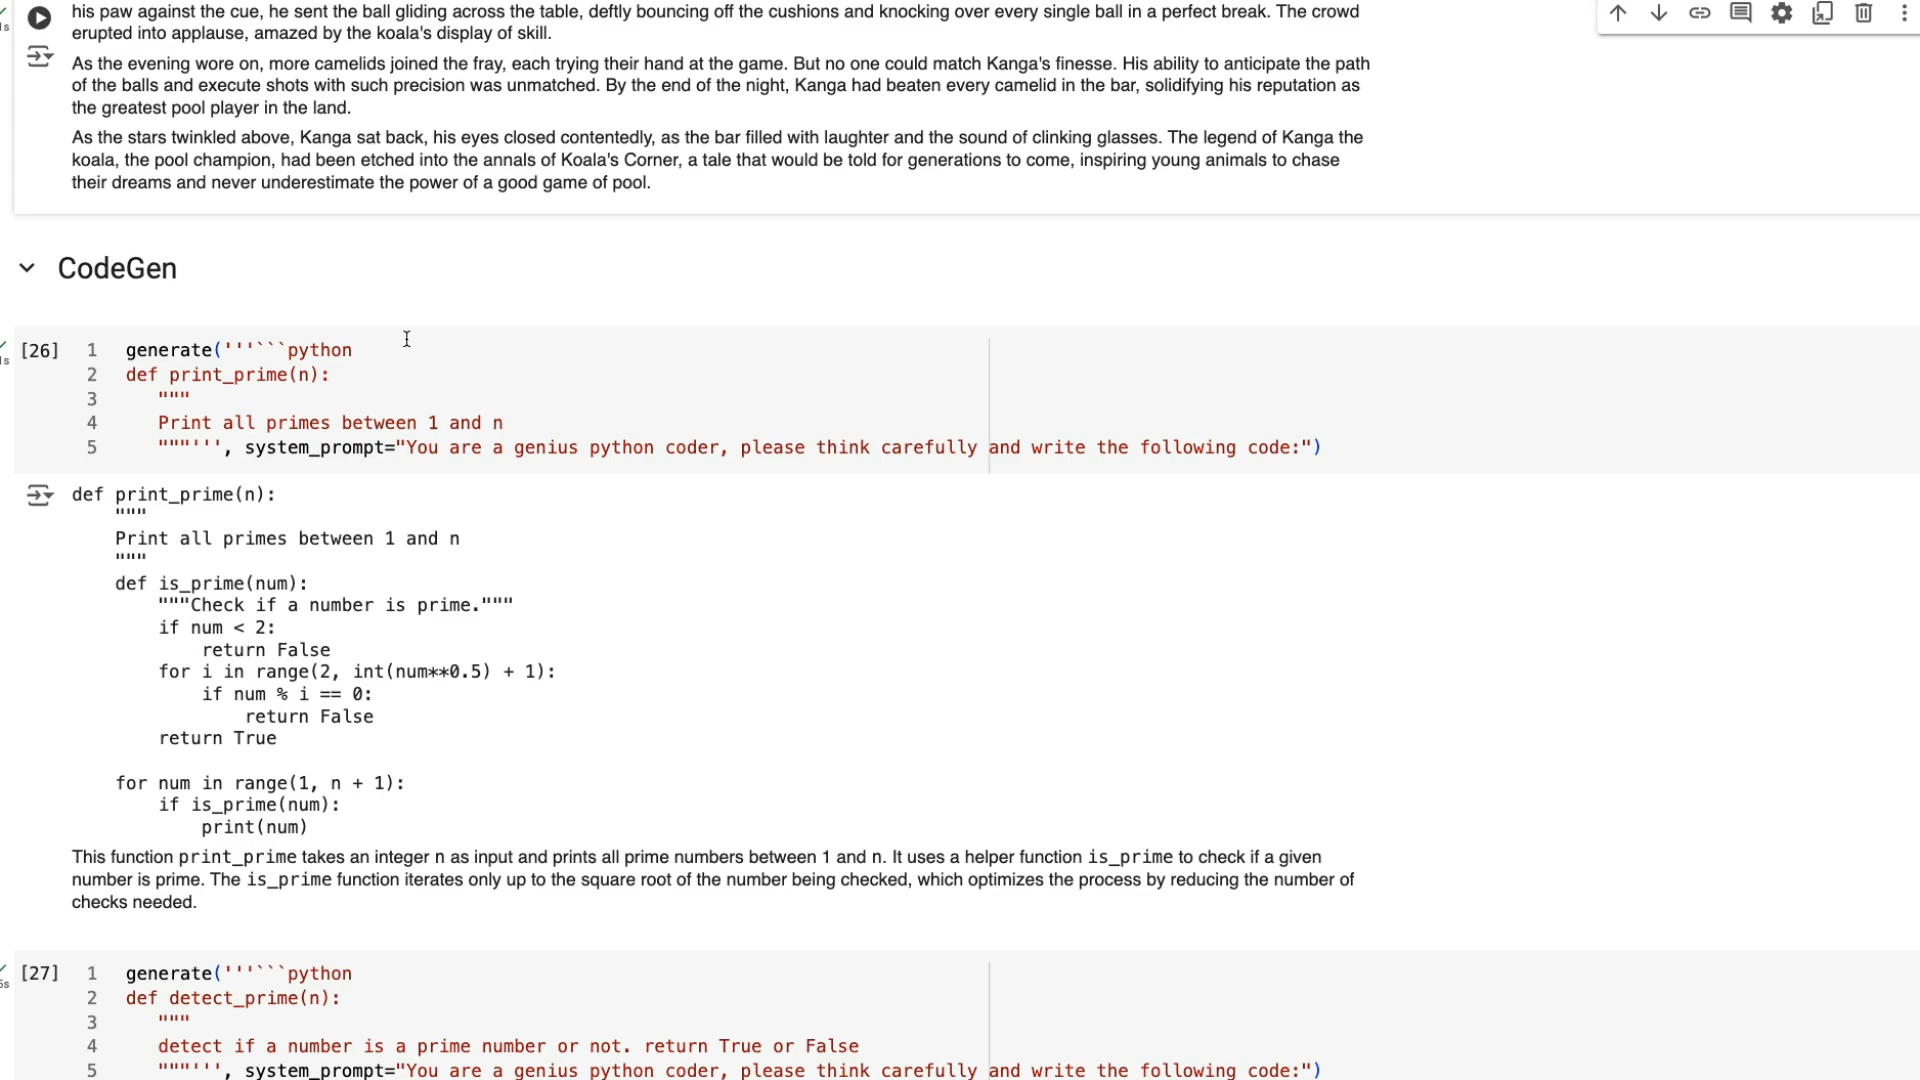 his paw against the cue, he sent the ball gliding across the table, deftly bouncing off the cushions and knocking over every single ball in a perfect break. The crowd
erupted into applause, amazed by the koala's display of skill.
As the evening wore on, more camelids joined the fray, each trying their hand at the game. But no one could match Kanga's finesse. His ability to anticipate the path
of the balls and execute shots with such precision was unmatched. By the end of the night, Kanga had beaten every camelid in the bar, solidifying his reputation as
the greatest pool player in the land.
As the stars twinkled above, Kanga sat back, his eyes closed contentedly, as the bar filled with laughter and the sound of clinking glasses. The legend of Kanga the
koala, the pool champion, had been etched into the annals of Koala's Corner, a tale that would be told for generations to come, inspiring young animals to chase
their dreams and never underestimate the power of a good game of pool.
CodeGen
[26] 1 generate('''```python
2 def print_prime(n):
3 """
4 Print all primes between 1 and n
5 """''', system_prompt="You are a genius python coder, please think carefully and write the following code:")
def print_prime(n):
"""
Print all primes between 1 and n
"""
def is_prime(num):
"""Check if a number is prime."""
if num < 2:
return False
for i in range(2, int(num**0.5) + 1):
if num % i == 0:
return False
return True
for num in range(1, n + 1):
if is_prime(num):
print(num)
This function print_prime takes an integer n as input and prints all prime numbers between 1 and n. It uses a helper function is_prime to check if a given
number is prime. The is_prime function iterates only up to the square root of the number being checked, which optimizes the process by reducing the number of
checks needed.
[27] 1 generate('''```python
2 def detect_prime(n):
3 """
4 detect if a number is a prime number or not. return True or False
5 """''', system_prompt="You are a genius python coder, please think carefully and write the following code:")